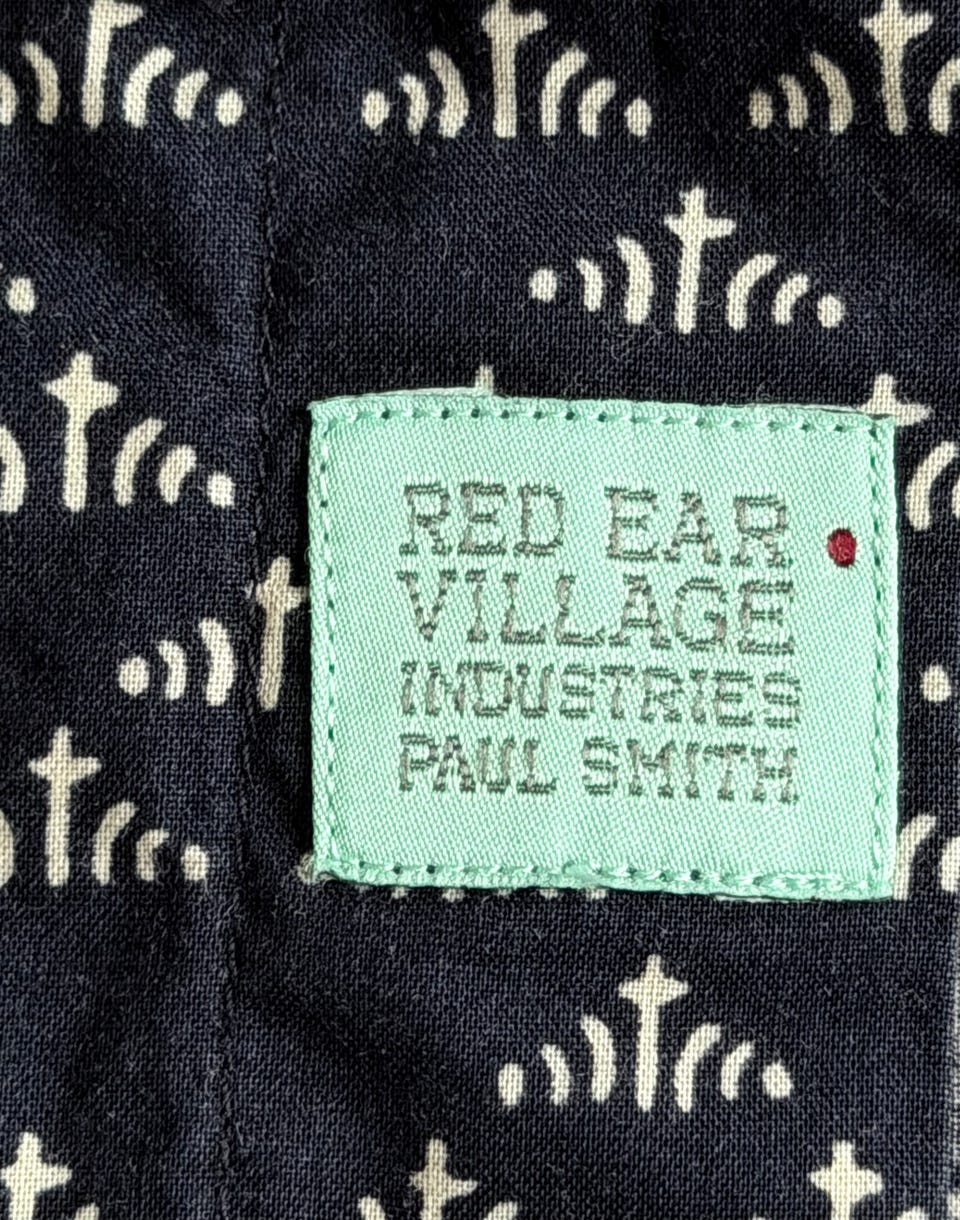 RED EAR
VILLAGE
INDUSTRIES
PAUL SMITH